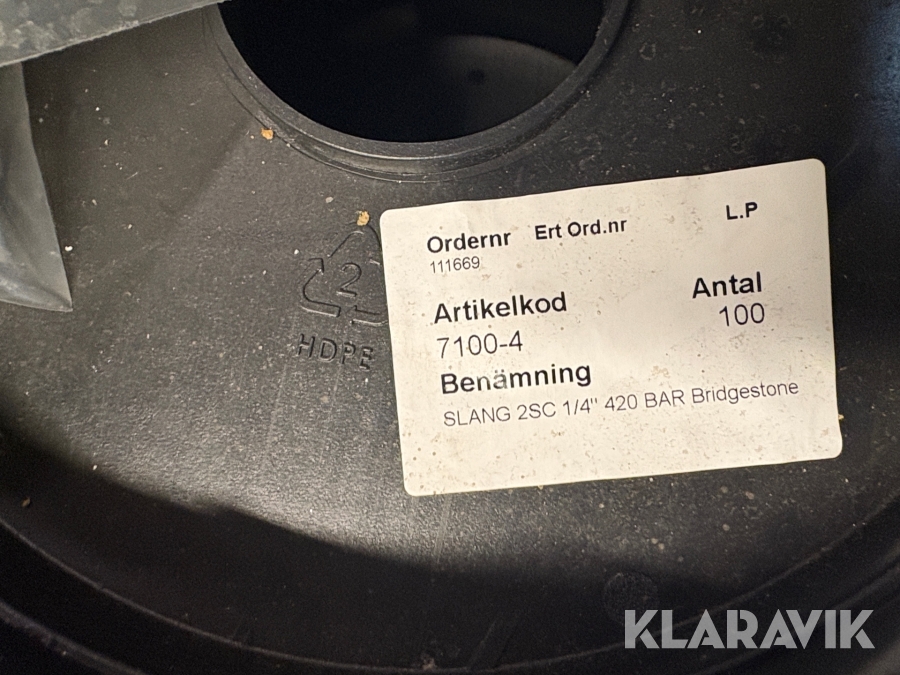 Ordernr Ert Ord.nr L.P
111669
Artikelkod Antal
7100-4 100
Benämning
SLANG 2SC 1/4" 420 BAR Bridgestone
2
HDPE
KLARAVIK